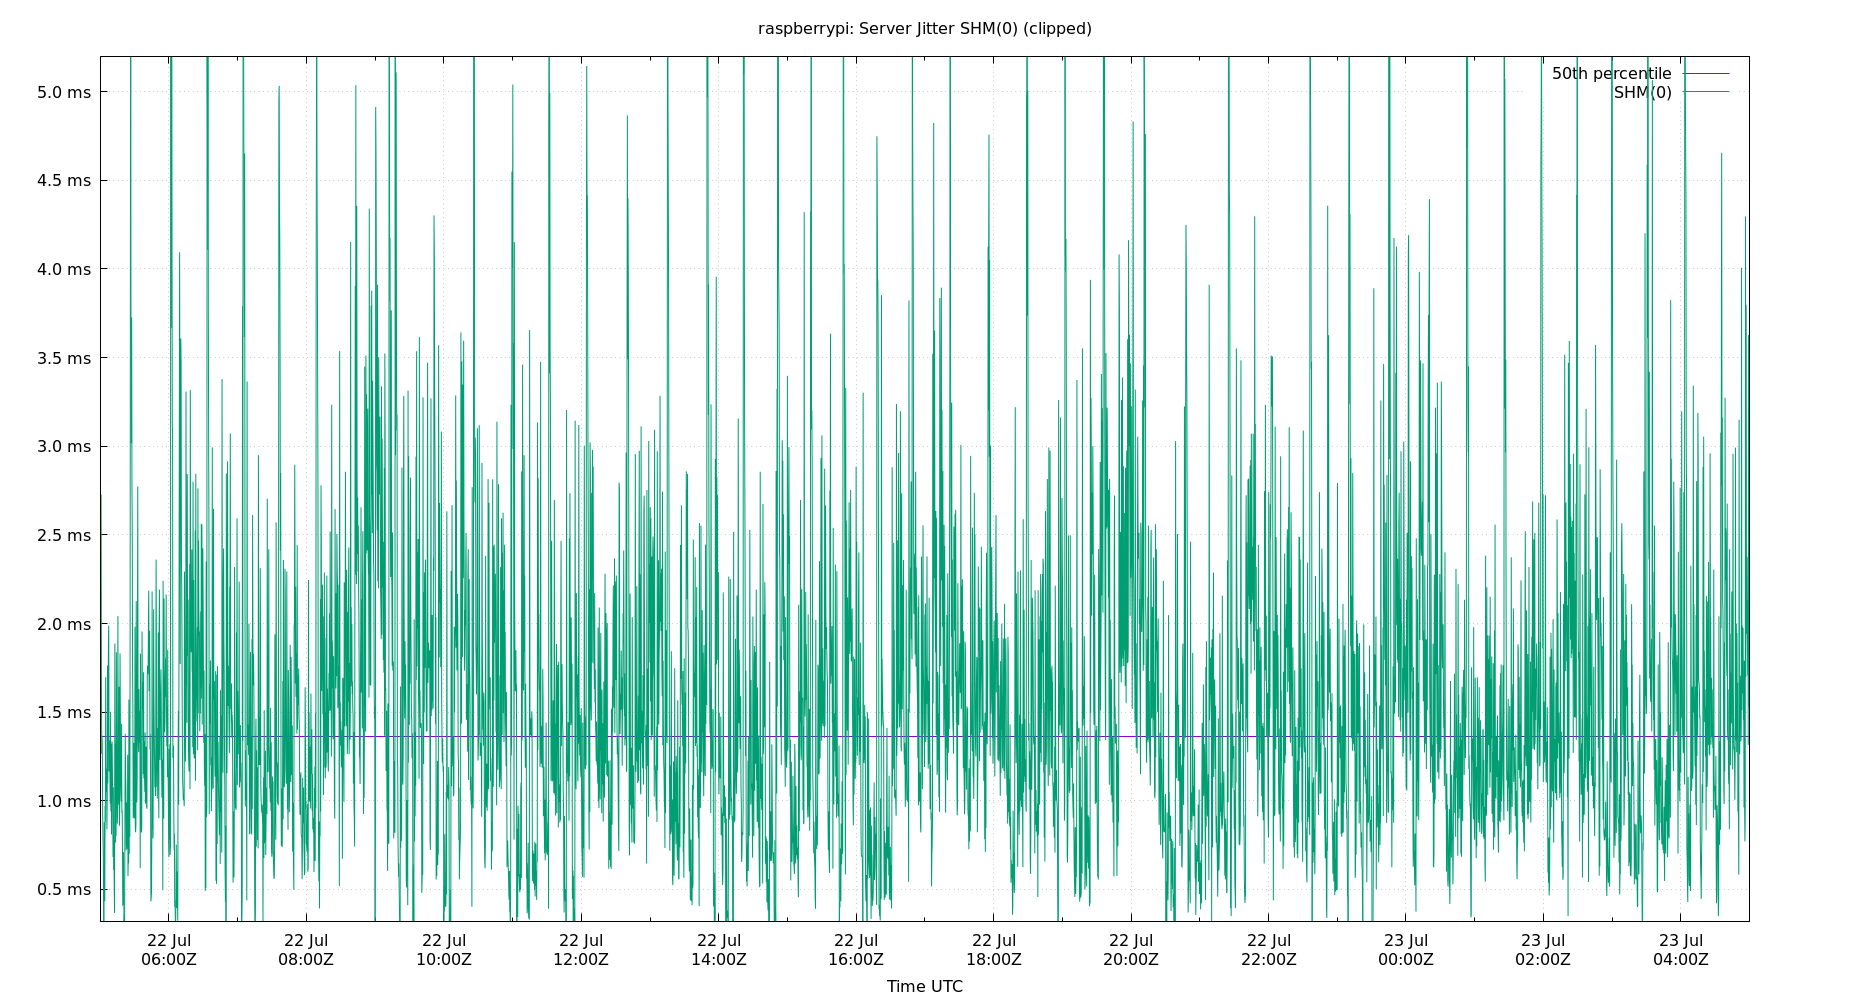 raspberrypi: Server Jitter SHM(0) (clipped)
50th percentile
SHM(0)
5.0 ms
4.5 ms
4.0 ms
3.5 ms
3.0 ms
2.5 ms
2.0 ms
1.5 ms
1.0 ms
0.5 ms
22 Jul 22 Jul 22 Jul 22 Jul 22 Jul 22 Jul 22 Jul 22 Jul 22 Jul 23 Jul 23 Jul 23 Jul
06:00Z 08:00Z 10:00Z 12:00Z 14:00Z 16:00Z 18:00Z 20:00Z 22:00Z 00:00Z 02:00Z 04:00Z
Time UTC